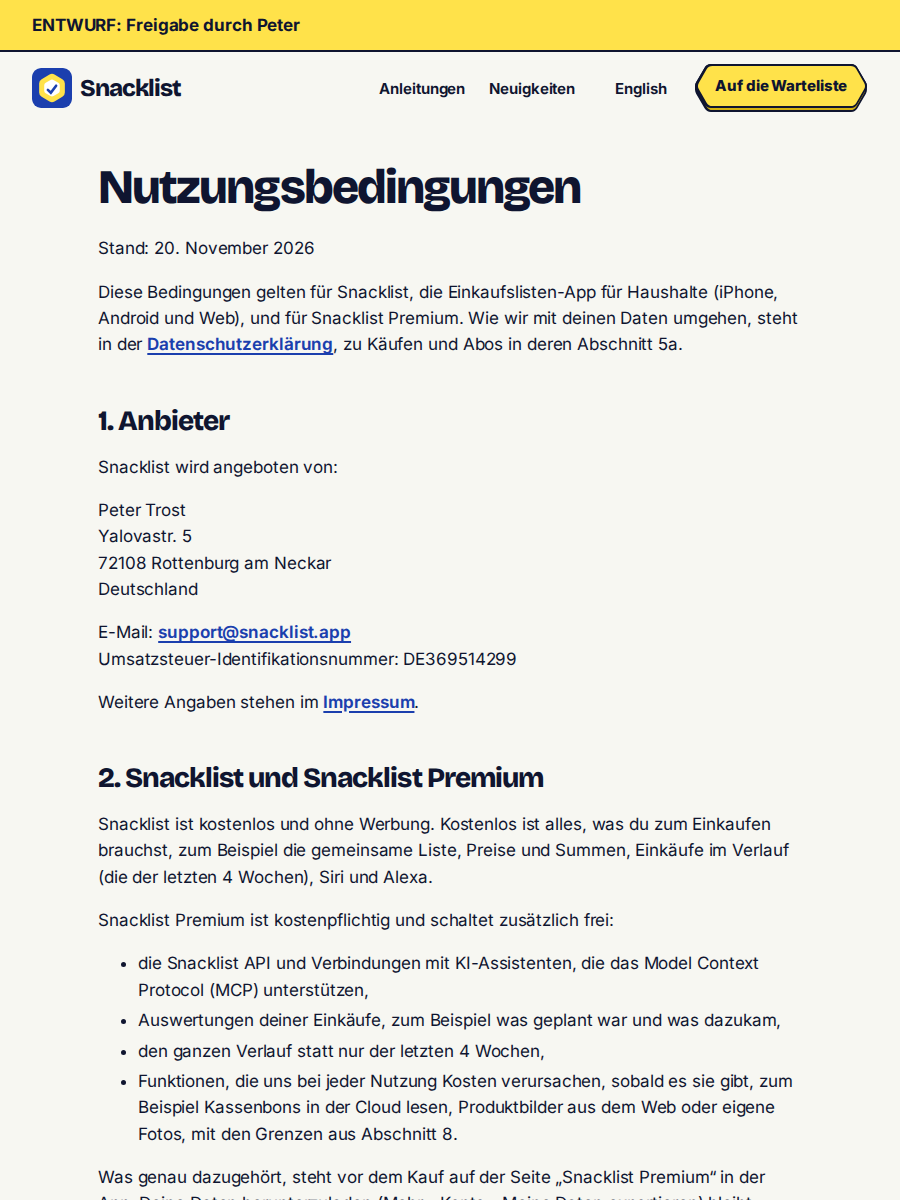 ENTWURF: Freigabe durch Peter
Snacklist
Anleitungen Neuigkeiten English Auf die Warteliste
Nutzungsbedingungen
Stand: 20. November 2026
Diese Bedingungen gelten für Snacklist, die Einkaufslisten-App für Haushalte (iPhone,
Android und Web), und für Snacklist Premium. Wie wir mit deinen Daten umgehen, steht
in der Datenschutzerklärung, zu Käufen und Abos in deren Abschnitt 5a.
1. Anbieter
Snacklist wird angeboten von:
Peter Trost
Yalovastr. 5
72108 Rottenburg am Neckar
Deutschland
E-Mail: support@snacklist.app
Umsatzsteuer-Identifikationsnummer: DE369514299
Weitere Angaben stehen im Impressum.
2. Snacklist und Snacklist Premium
Snacklist ist kostenlos und ohne Werbung. Kostenlos ist alles, was du zum Einkaufen
brauchst, zum Beispiel die gemeinsame Liste, Preise und Summen, Einkäufe im Verlauf
(die der letzten 4 Wochen), Siri und Alexa.
Snacklist Premium ist kostenpflichtig und schaltet zusätzlich frei:
• die Snacklist API und Verbindungen mit KI-Assistenten, die das Model Context
Protocol (MCP) unterstützen,
• Auswertungen deiner Einkäufe, zum Beispiel was geplant war und was dazukam,
• den ganzen Verlauf statt nur der letzten 4 Wochen,
• Funktionen, die uns bei jeder Nutzung Kosten verursachen, sobald es sie gibt, zum
Beispiel Kassenbons in der Cloud lesen, Produktbilder aus dem Web oder eigene
Fotos, mit den Grenzen aus Abschnitt 8.
Was genau dazugehört, steht vor dem Kauf auf der Seite „Snacklist Premium“ in der